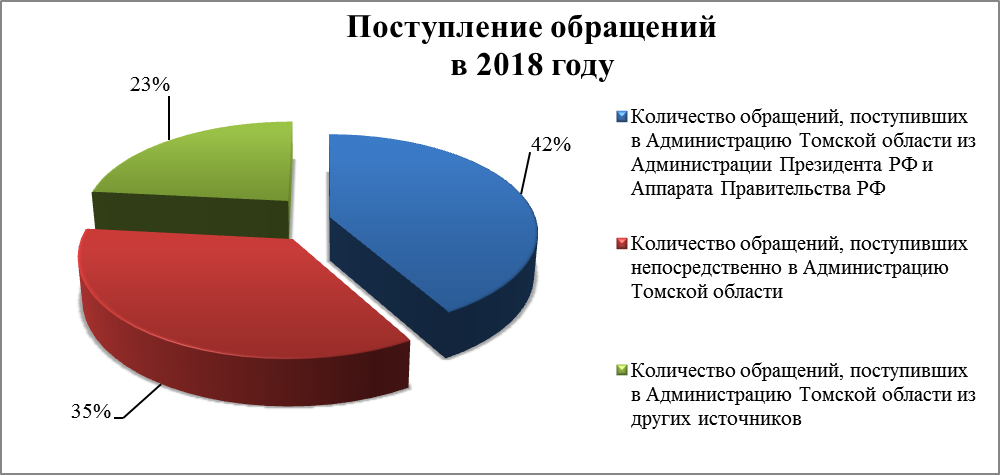 Поступление обращений
в 2018 году
23%
42%
35%
Количество обращений, поступивших
в Администрацию Томской области из
Администрации Президента РФ и
Аппарата Правительства РФ
Количество обращений, поступивших
непосредственно в Администрацию
Томской области
Количество обращений, поступивших
в Администрацию Томской области из
других источников